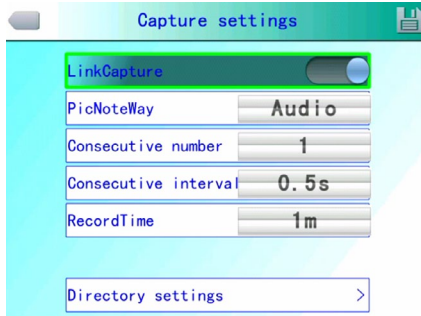 Capture settings
LinkCapture
PicNoteWay Audio
Consecutive number 1
Consecutive interval 0.5s
RecordTime 1m
Directory settings >